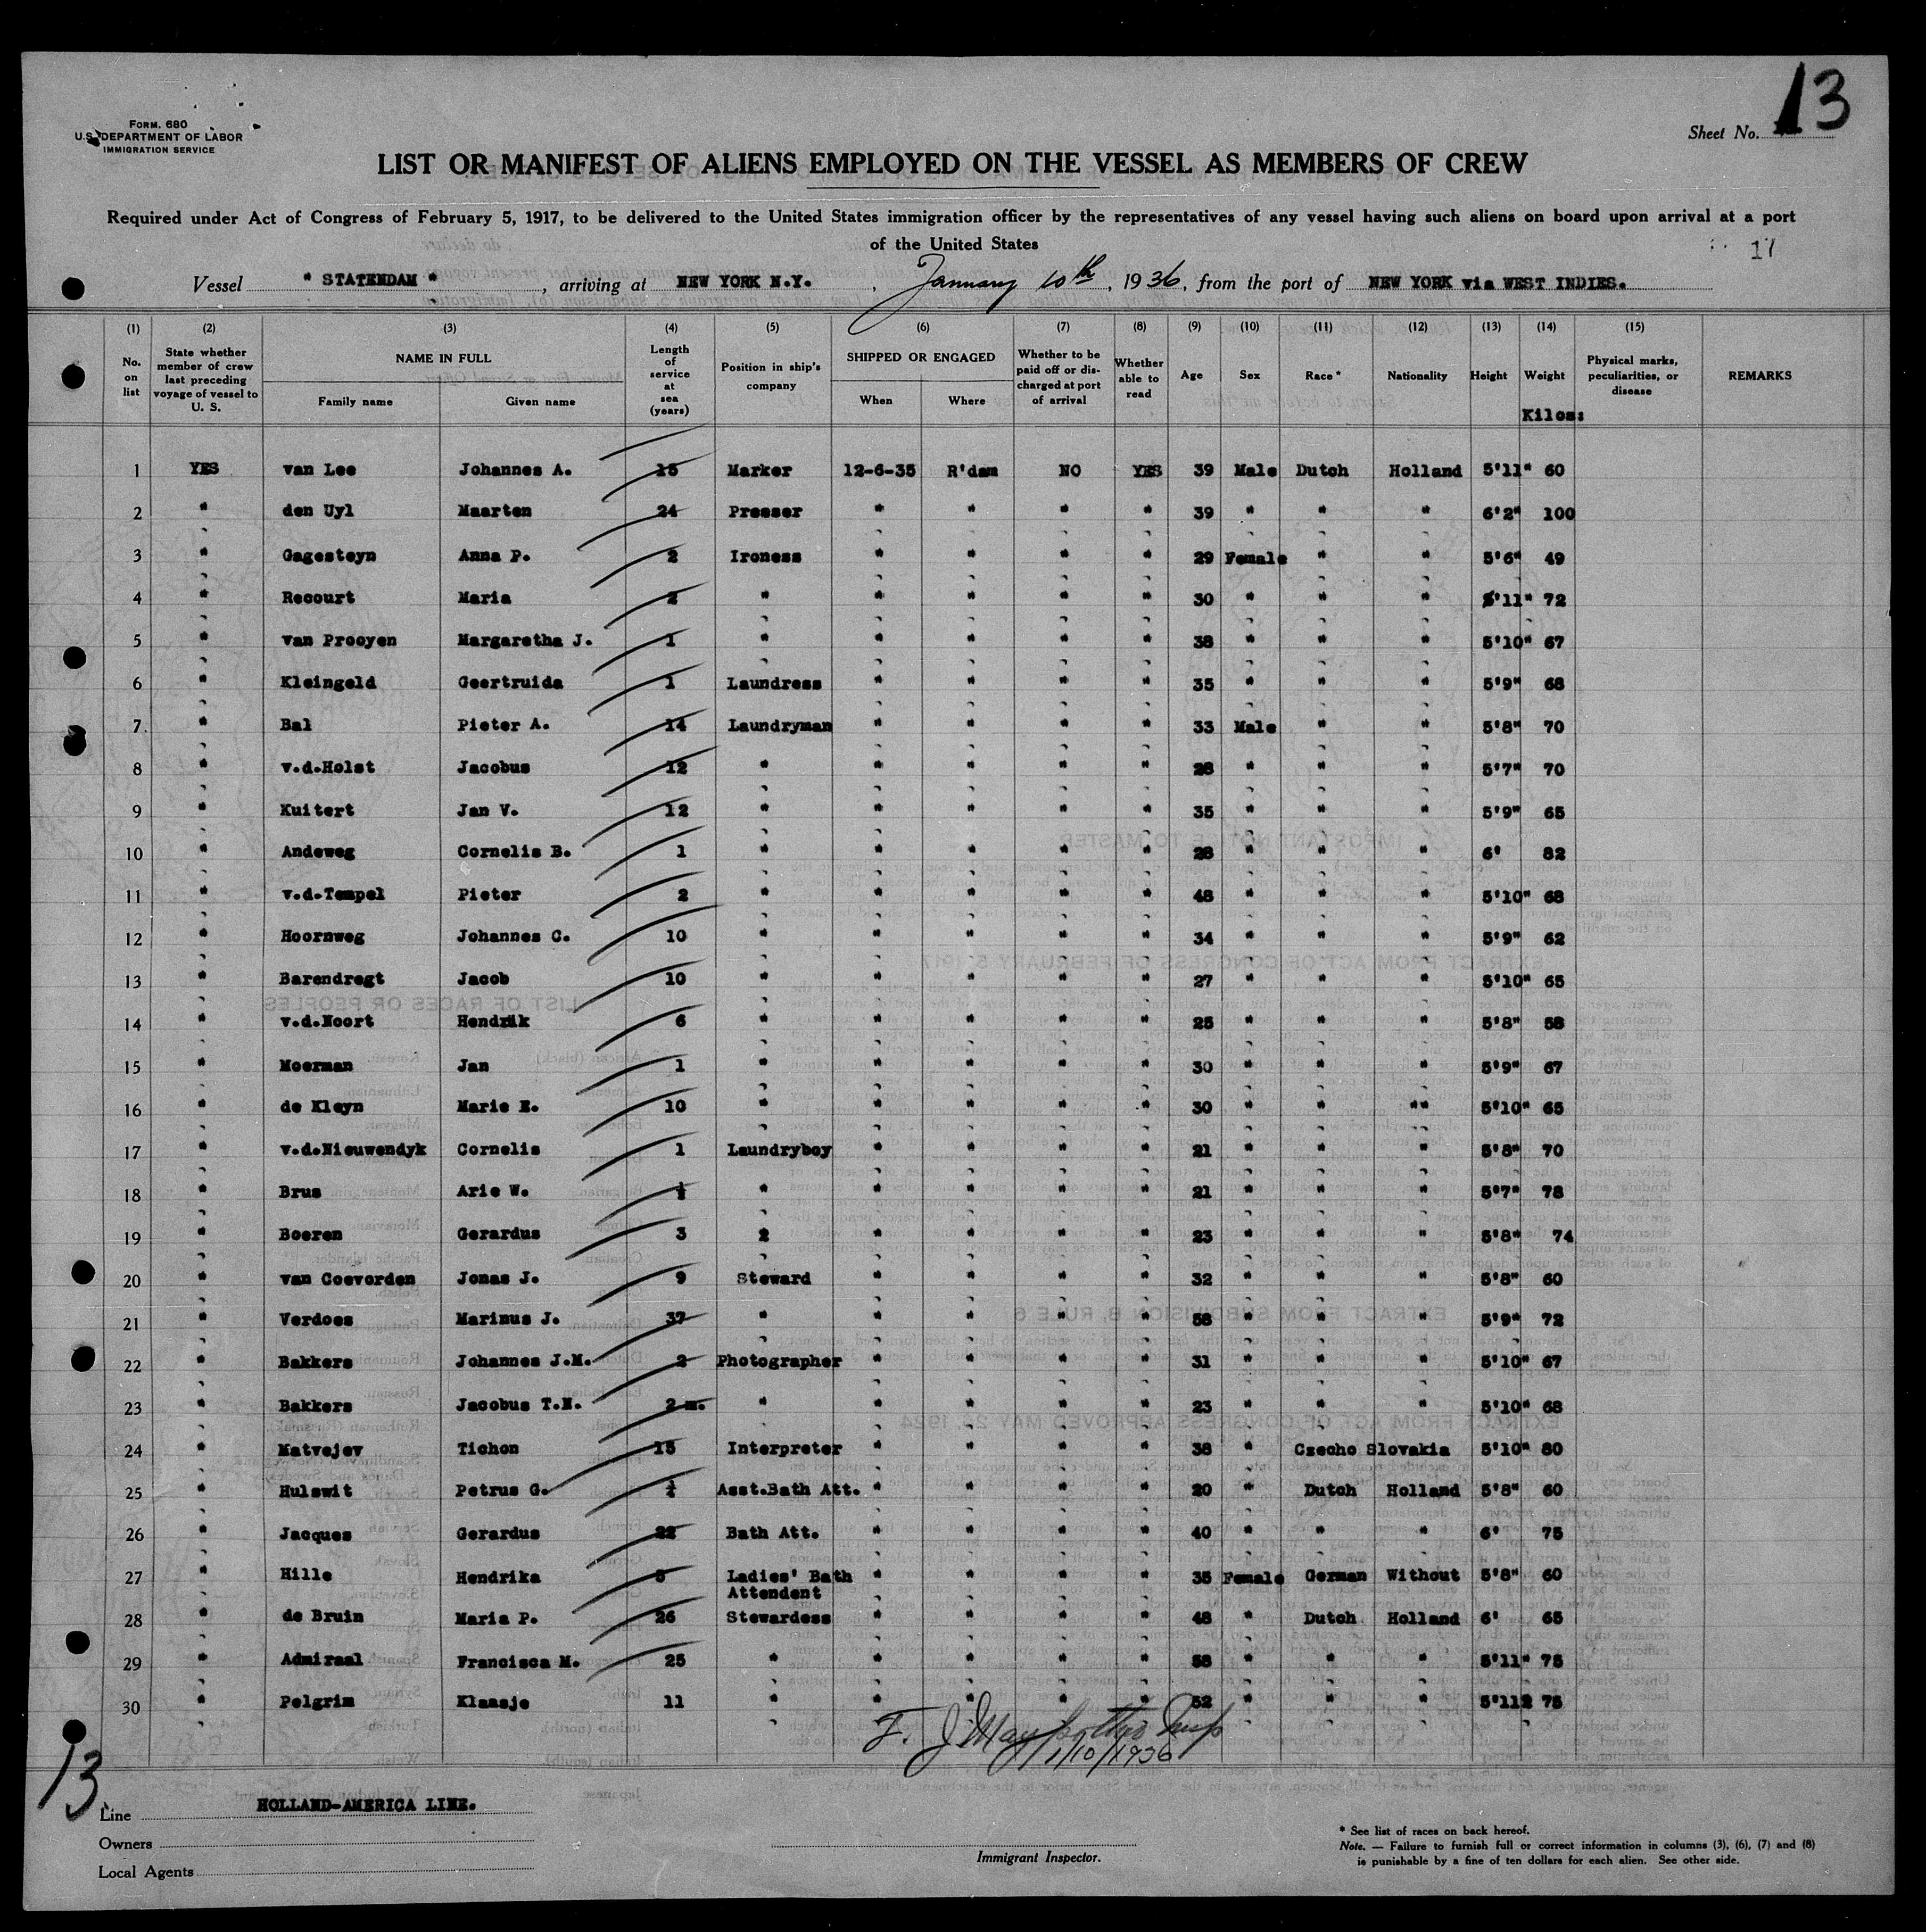 Form. 680
U.S. DEPARTMENT OF LABOR
IMMIGRATION SERVICE
Sheet No. 13
LIST OR MANIFEST OF ALIENS EMPLOYED ON THE VESSEL AS MEMBERS OF CREW
Required under Act of Congress of February 5, 1917, to be delivered to the United States immigration officer by the representatives of any vessel having such aliens on board upon arrival at a port
of the United States
17
Vessel " STATENDAM " , arriving at NEW YORK N.Y. , January 10th, 1936, from the port of NEW YORK via WEST INDIES.
(1) (2) (3) (4) (5) (6) (7) (8) (9) (10) (11) (12) (13) (14) (15)
No. on list State whether member of crew last preceding voyage of vessel to U. S. NAME IN FULL Family name Given name Length of service at sea (years) Position in ship's company SHIPPED OR ENGAGED When Where Whether to be paid off or discharged at port of arrival Whether able to read Age Sex Race * Nationality Height Weight Physical marks, peculiarities, or disease REMARKS
Kilos:
1 YES van Lee Johannes A. 15 Marker 12-6-35 R'dam NO YES 39 Male Dutch Holland 5'11" 60
2 " den Uyl Maarten 24 Presser " " " " 39 " " " 6'2" 100
3 " Gagesteyn Anna P. 2 Ironess " " " " 29 Female " " 5'6" 49
4 " Recourt Maria 2 " " " " " 30 " " " 5'11" 72
5 " van Prooyen Margaretha J. 1 " " " " " 38 " " " 5'10" 67
6 " Kleingeld Geertruida 1 Laundress " " " " 35 " " " 5'9" 68
7 " Bal Pieter A. 14 Laundryman " " " " 33 Male " " 5'8" 70
8 " v.d.Holst Jacobus 12 " " " " " 28 " " " 5'7" 70
9 " Kuitert Jan V. 12 " " " " " 35 " " " 5'9" 65
10 " Andeweg Cornelis B. 1 " " " " " 28 " " " 6' 82
11 " v.d.Tempel Pieter 2 " " " " " 48 " " " 5'10" 68
12 " Hoornweg Johannes C. 10 " " " " " 34 " " " 5'9" 62
13 " Barendregt Jacob 10 " " " " " 27 " " " 5'10" 65
14 " v.d.Noort Hendrik 6 " " " " " 25 " " " 5'8" 58
15 " Moerman Jan 1 " " " " " 30 " " " 5'9" 67
16 " de Kleyn Marie E. 10 " " " " " 30 " " "" 5'10" 65
17 " v.d.Nieuwendyk Cornelis 1 Laundryboy " " " " 21 " " " 5'8" 70
18 " Brus Arie W. " " " " " 21 " " " 5'7" 78
19 " Boeren Gerardus 3 2 " " " " 23 " " " 5'8" 74
20 " van Coevorden Jonas J. 9 Steward " " " " 32 " " " 5'8" 60
21 " Verdoes Marinus J. 37 " " " " " 58 " " " 5'9" 72
22 " Bakkers Johannes J.M. 2 Photographer " " " " 31 " " " 5'10" 67
23 " Bakkers Jacobus T.N. 2 m. " " " " " 23 " " " 5'10" 68
24 " Matvejev Tichon 15 Interpreter " " " " 38 " Czecho Slovakia 5'10" 80
25 " Hulswit Petrus G. Asst.Bath Att. " " " " 20 " Dutch Holland 5'8" 60
26 " Jacques Gerardus 22 Bath Att. " " " " 40 " " " 6' 75
27 " Hille Hendrika 5 Ladies' Bath " " " " 35 Female German Without 5'8" 60
Attendent
28 " de Bruin Maria P. 26 Stewardess " " " " 48 " Dutch Holland 6' 65
29 " Admiraal Francisca M. 25 " " " " " 58 " " " 5'11" 75
30 " Pelgrim Klaasje 11 " " " " " 52 " " " 5'112 75
F. J.
1/10/1936
13
Line HOLLAND-AMERICA LINE.
Owners
Local Agents
Immigrant Inspector.
* See list of races on back hereof.
Note. — Failure to furnish full or correct information in columns (3), (6), (7) and (8)
is punishable by a fine of ten dollars for each alien. See other side.